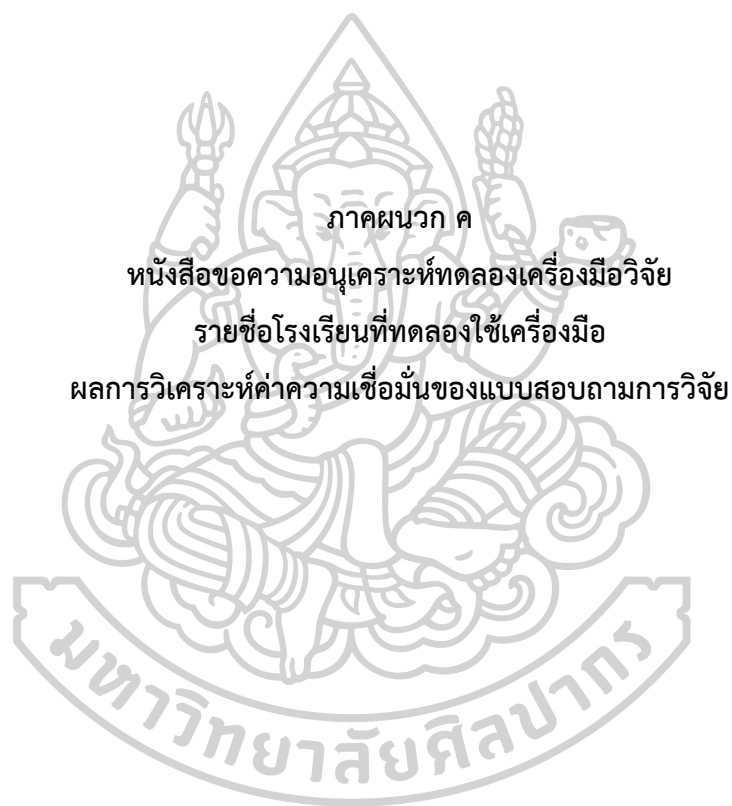 ภาคผนวก ค
หนังสือขอความอนุเคราะห์ทดลองเครื่องมือวิจัย
รายชื่อโรงเรียนที่ทดลองใช้เครื่องมือ
ผลการวิเคราะห์ค่าความเชื่อมั่นของแบบสอบถามการวิจัย
มหาวิทยาลัยศิลปากร